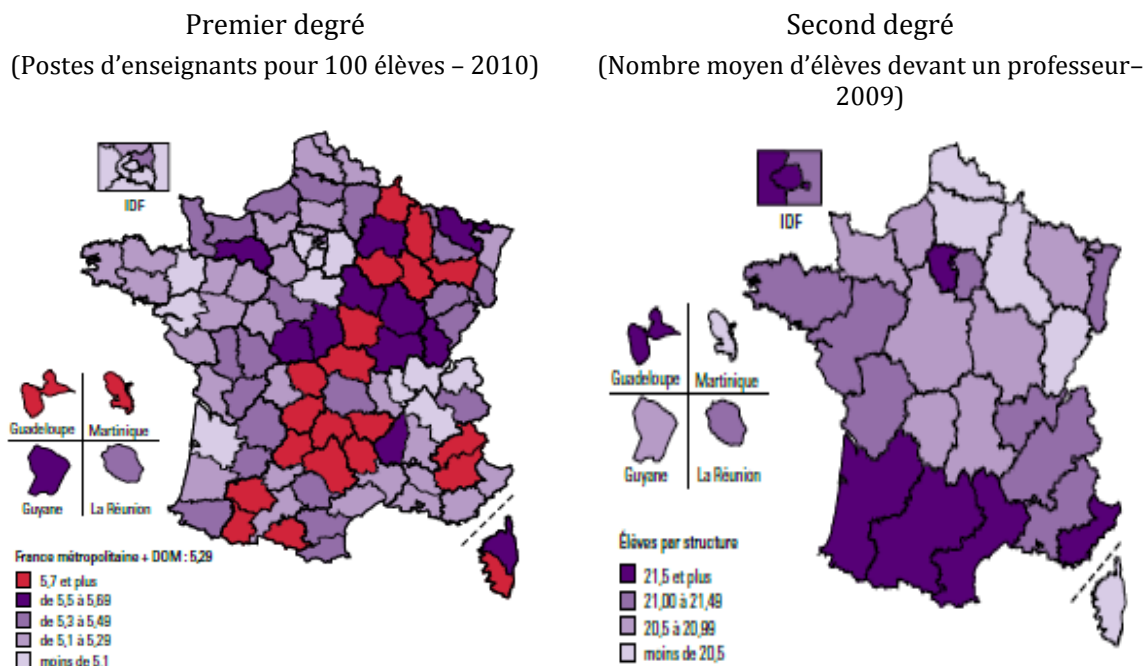 Premier degré
(Postes d'enseignants pour 100 élèves – 2010)
IDF
Guadeloupe
Martinique
Guyane
La Réunion
France métropolitaine + DOM : 5,29
5,7 et plus
de 5,5 à 5,69
de 5,3 à 5,49
de 5,1 à 5,29
moins de 5,1
Second degré
(Nombre moyen d'élèves devant un professeur–
2009)
IDF
Guadeloupe
Martinique
Guyane
La Réunion
Élèves par structure
21,5 et plus
21,00 à 21,49
20,5 à 20,99
moins de 20,5